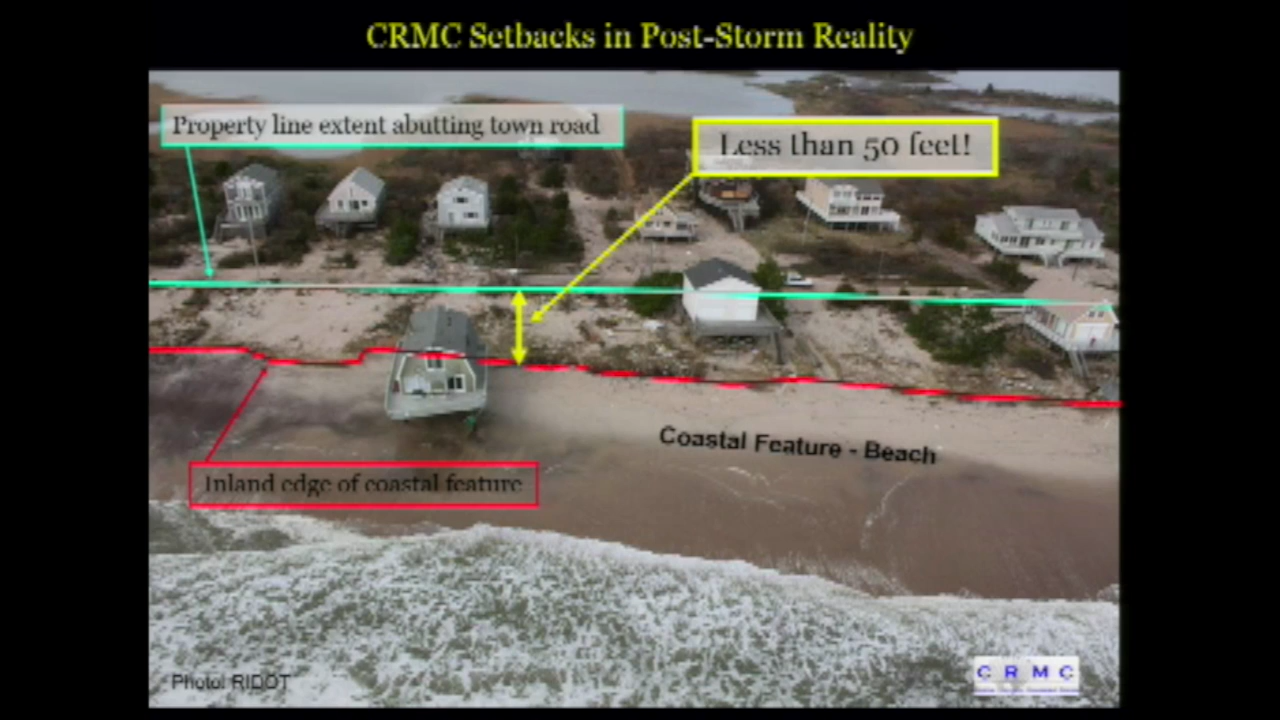 CRMC Setbacks in Post-Storm Reality
Property line extent abutting town road
Less than 50 feet!
Coastal Feature - Beach
Inland edge of coastal feature
Photo: RIDOT
C R M C